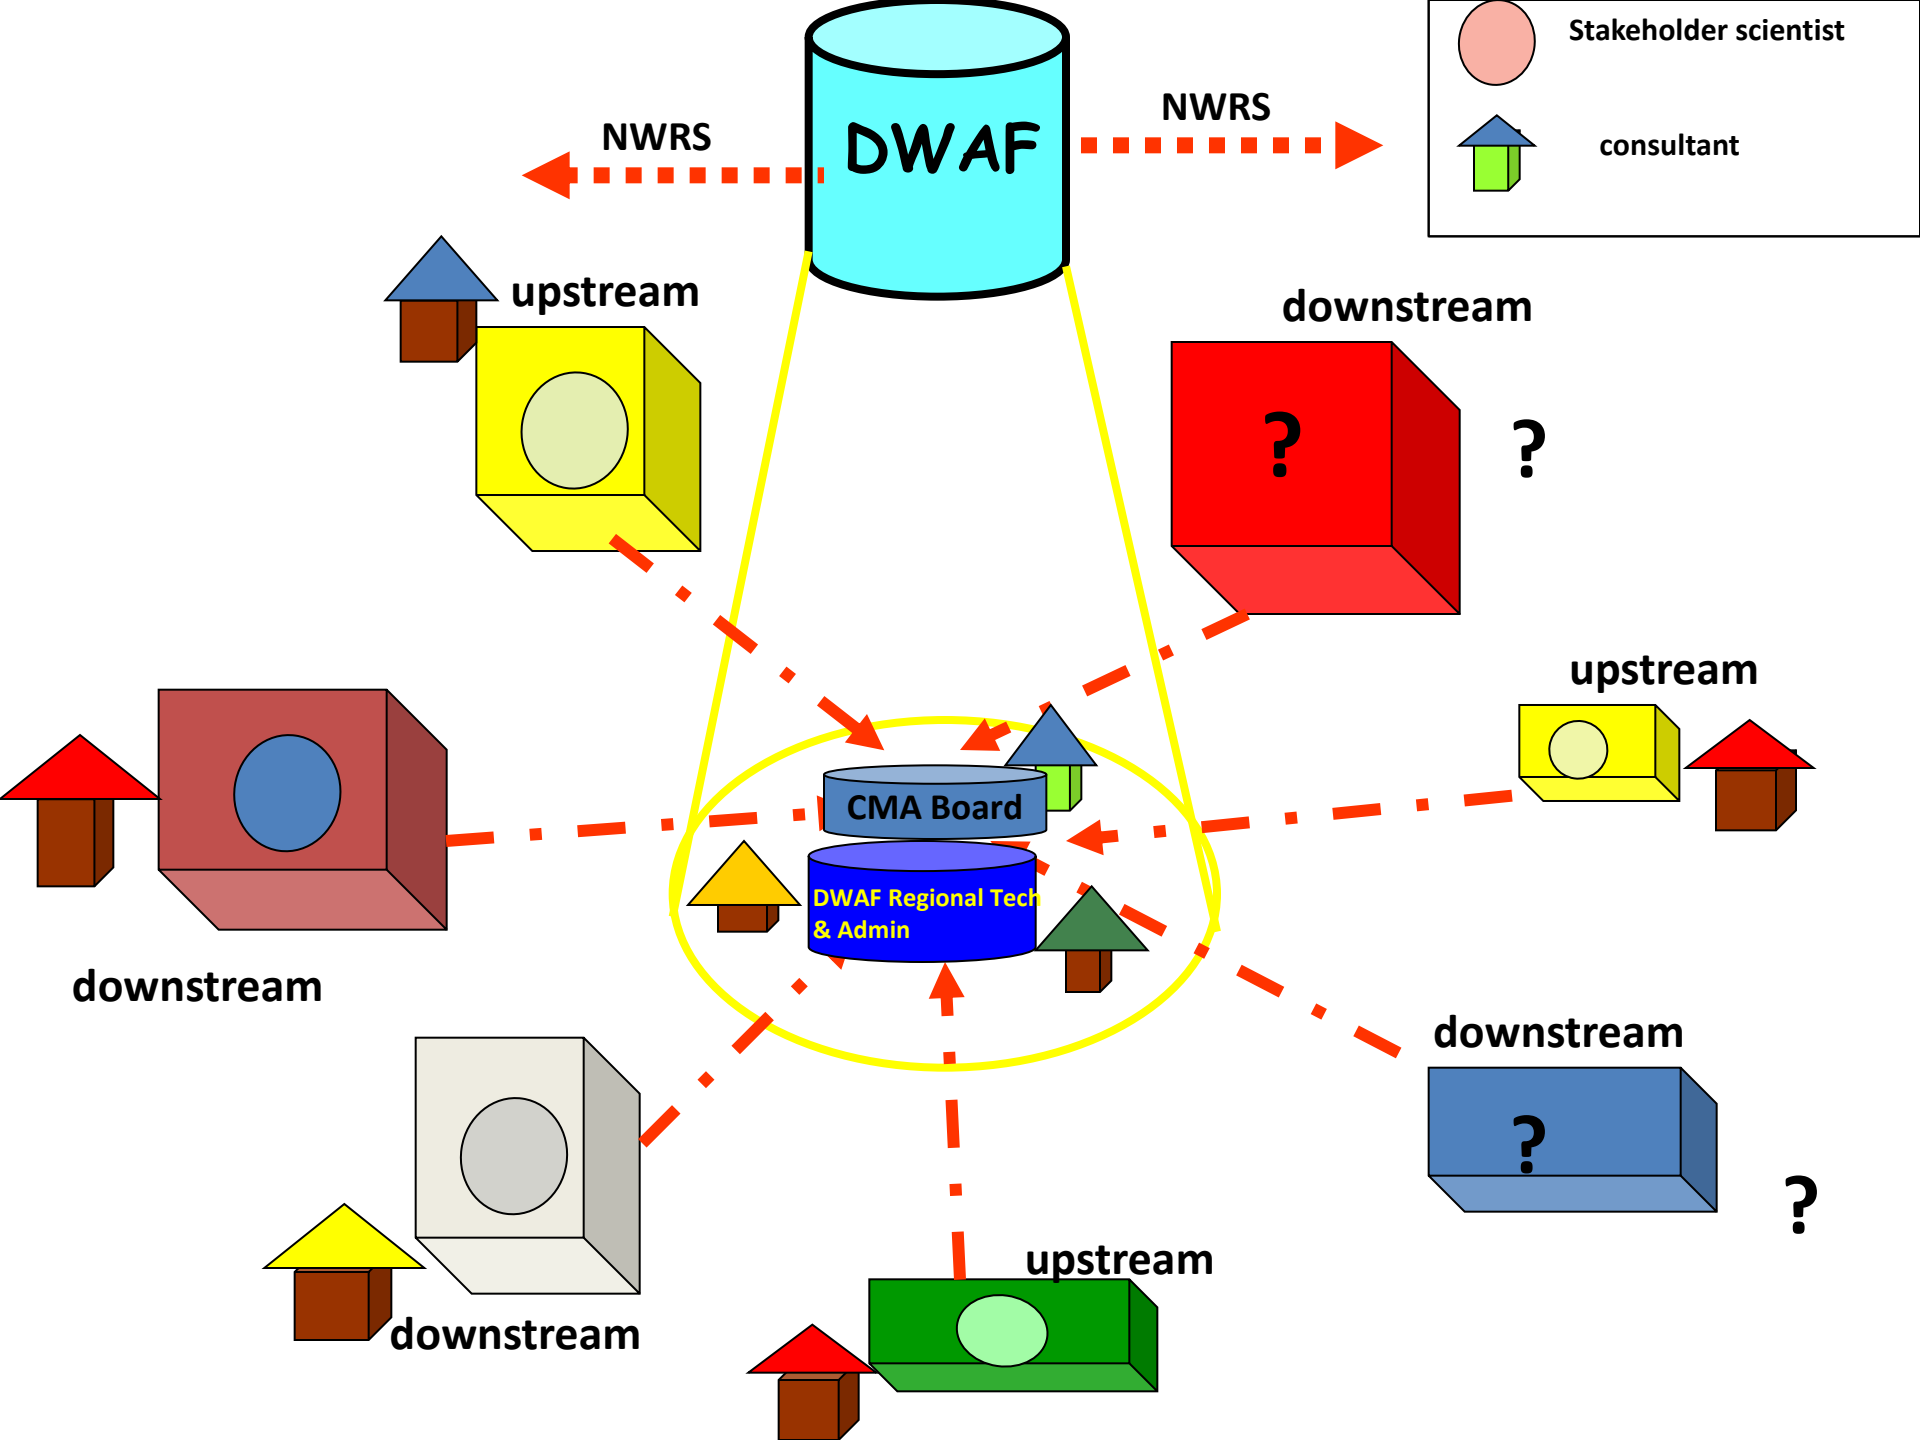 Stakeholder scientist
NWRS
NWRS
DWAF
consultant
upstream
downstream
?
?
upstream
CMA Board
DWAF Regional Tech
& Admin
downstream
downstream
?
?
upstream
downstream